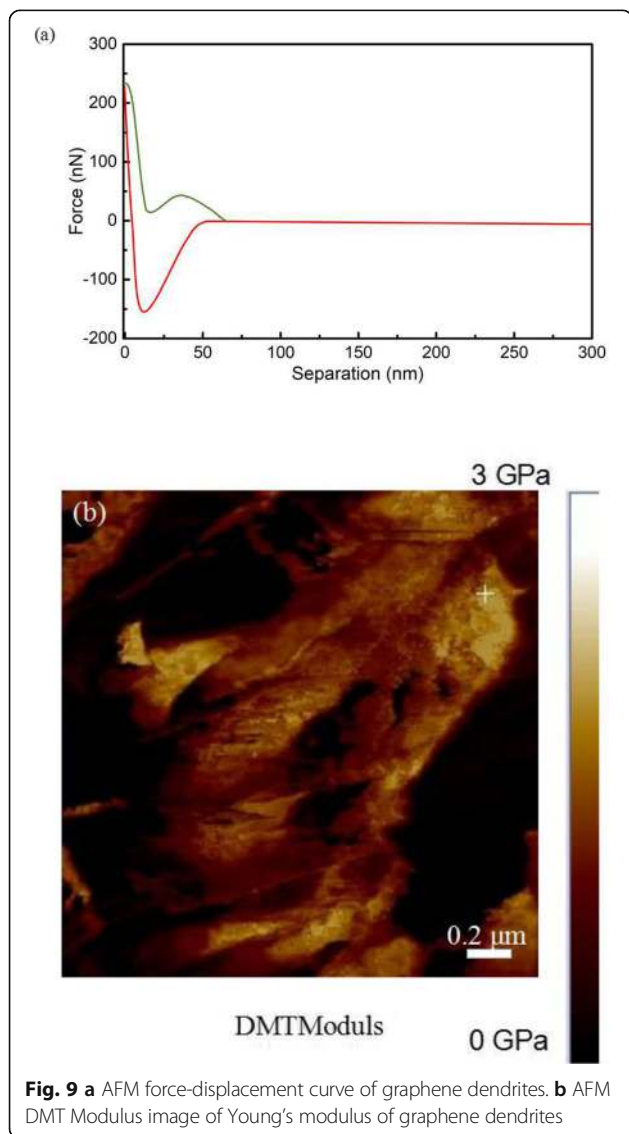 (a)
300
200
100
0
-100
-200
Force (nN)
0
50
100
150
200
250
300
Separation (nm)
3 GPa
(b)
0.2 μm
DMTModuls
0 GPa
Fig. 9 a AFM force-displacement curve of graphene dendrites. b AFM
DMT Modulus image of Young's modulus of graphene dendrites